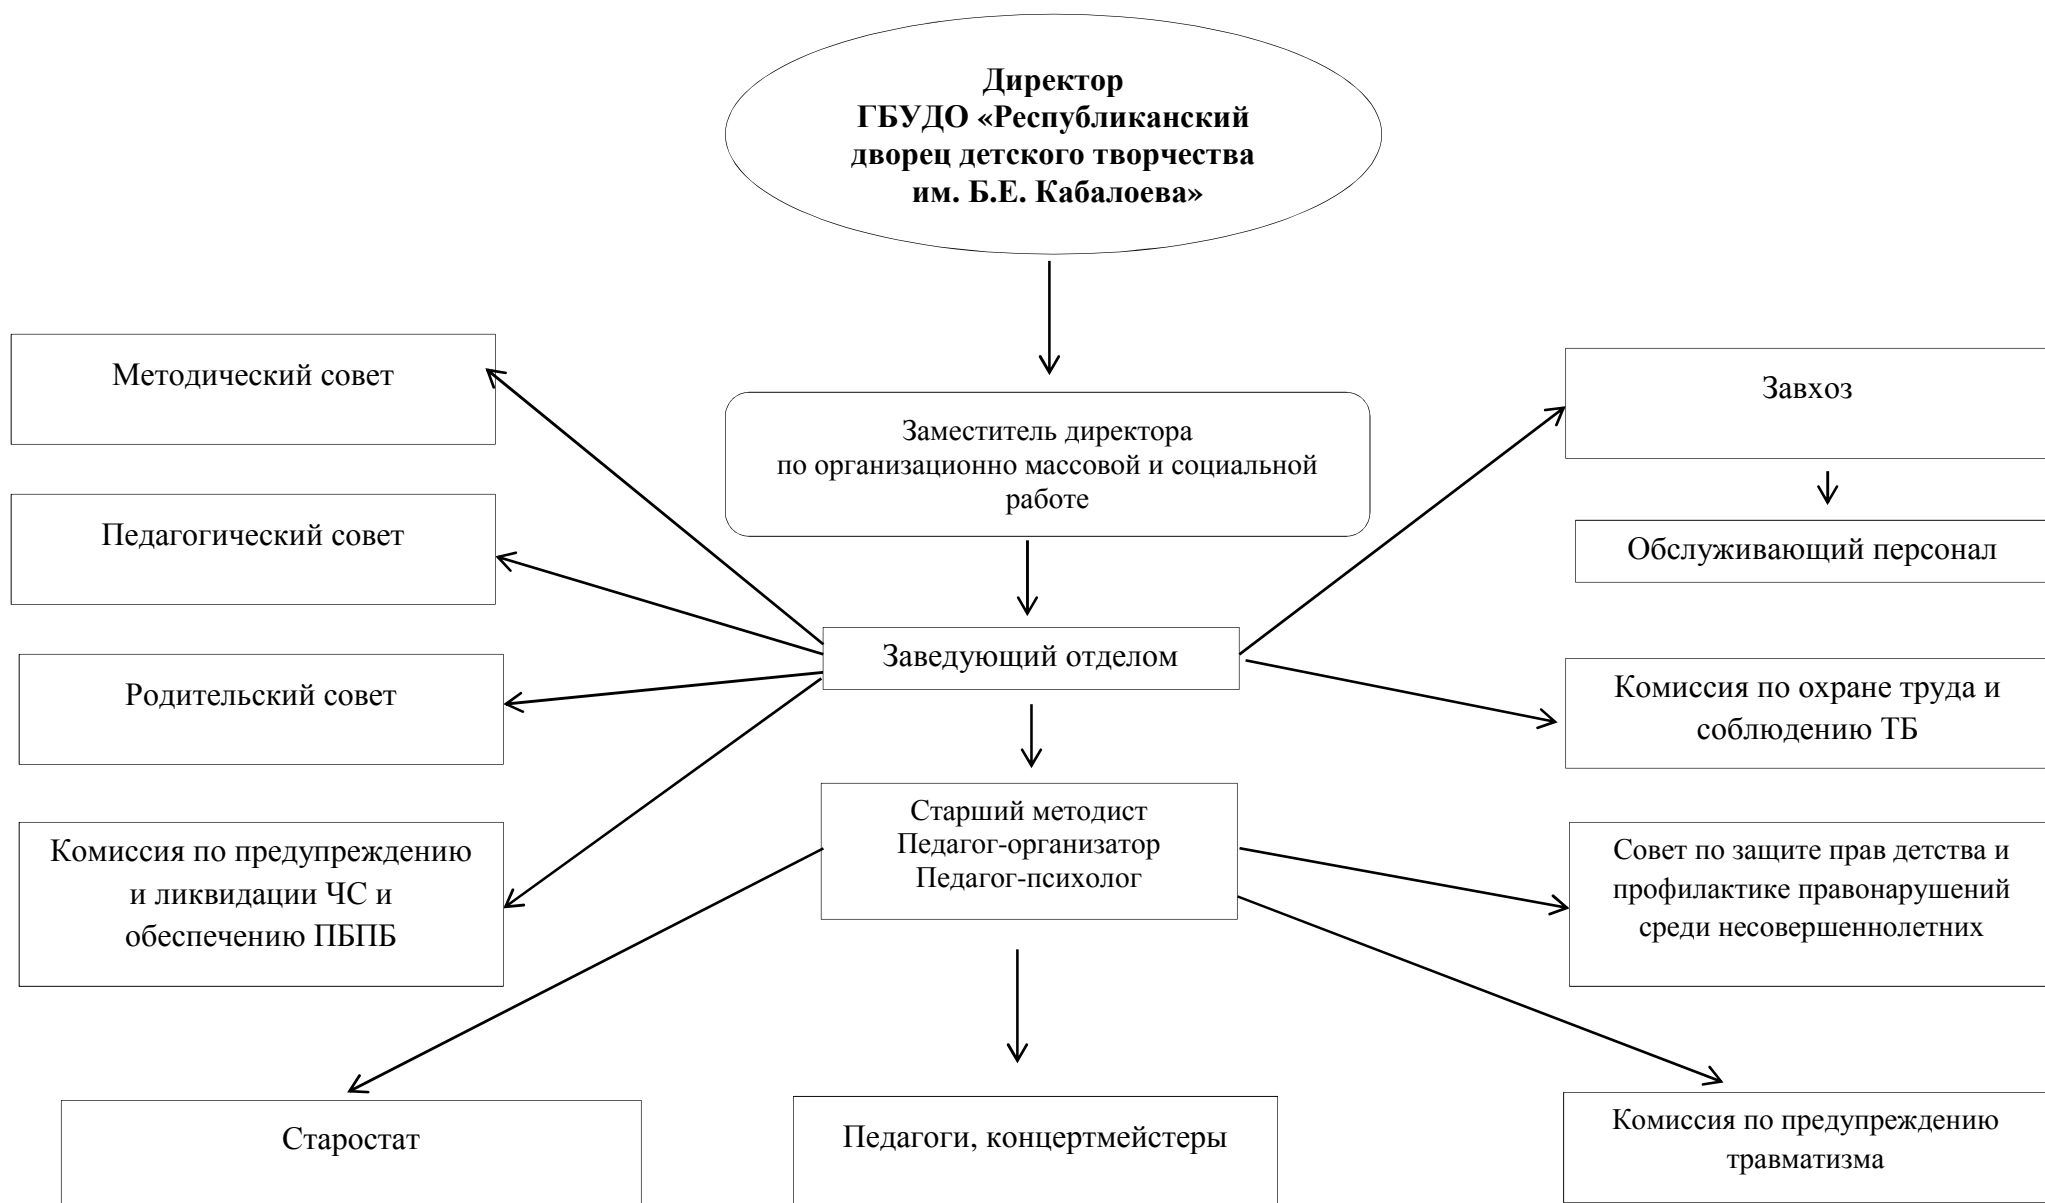 Директор
ГБУДО «Республиканский
дворец детского творчества
им. Б.Е. Кабалоева»
Методический совет
Завхоз
Заместитель директора
по организационно массовой и социальной
работе
Педагогический совет
Обслуживающий персонал
Заведующий отделом
Родительский совет
Комиссия по охране труда и
соблюдению ТБ
Старший методист
Педагог-организатор
Педагог-психолог
Комиссия по предупреждению
и ликвидации ЧС и
обеспечению ПБПБ
Совет по защите прав детства и
профилактике правонарушений
среди несовершеннолетних
Старостат
Педагоги, концертмейстеры
Комиссия по предупреждению
травматизма